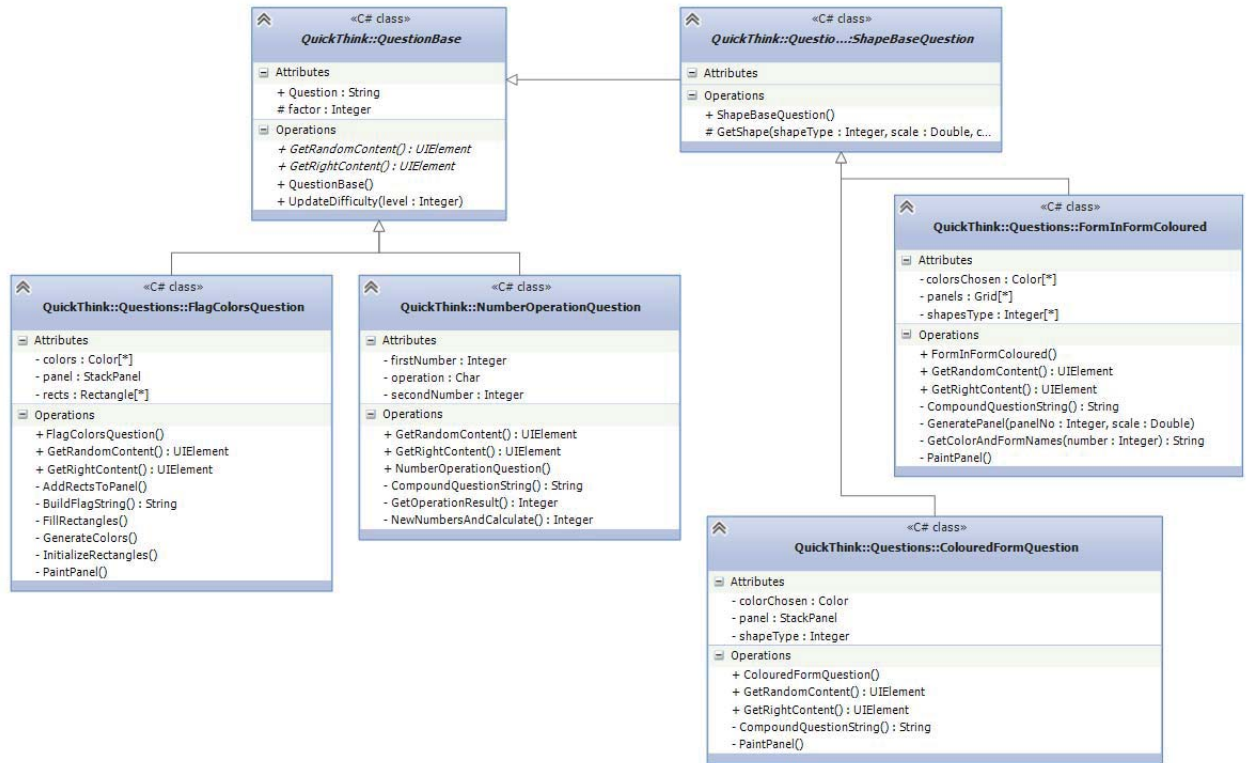 «C# class»
QuickThink::QuestionBase
Attributes
+ Question : String
# factor : Integer
Operations
+ GetRandomContent() : UIElement
+ GetRightContent() : UIElement
+ QuestionBase()
+ UpdateDifficulty(level : Integer)
«C# class»
QuickThink::Questio...:ShapeBaseQuestion
Attributes
Operations
+ ShapeBaseQuestion()
# GetShape(shapeType : Integer, scale : Double, c...
«C# class»
QuickThink::Questions::FlagColorsQuestion
Attributes
- colors : Color[*]
- panel : StackPanel
- rects : Rectangle[*]
Operations
+ FlagColorsQuestion()
+ GetRandomContent() : UIElement
+ GetRightContent() : UIElement
- AddRectsToPanel()
- BuildFlagString() : String
- FillRectangles()
- GenerateColors()
- InitializeRectangles()
- PaintPanel()
«C# class»
QuickThink::NumberOperationQuestion
Attributes
- firstNumber : Integer
- operation : Char
- secondNumber : Integer
Operations
+ GetRandomContent() : UIElement
+ GetRightContent() : UIElement
+ NumberOperationQuestion()
- CompoundQuestionString() : String
- GetOperationResult() : Integer
- NewNumbersAndCalculate() : Integer
«C# class»
QuickThink::Questions::FormInFormColoured
Attributes
- colorsChosen : Color[*]
- panels : Grid[*]
- shapesType : Integer[*]
Operations
+ FormInFormColoured()
+ GetRandomContent() : UIElement
+ GetRightContent() : UIElement
- CompoundQuestionString() : String
- GeneratePanel(panelNo : Integer, scale : Double)
- GetColorAndFormNames(number : Integer) : String
- PaintPanel()
«C# class»
QuickThink::Questions::ColouredFormQuestion
Attributes
- colorChosen : Color
- panel : StackPanel
- shapeType : Integer
Operations
+ ColouredFormQuestion()
+ GetRandomContent() : UIElement
+ GetRightContent() : UIElement
- CompoundQuestionString() : String
- PaintPanel()